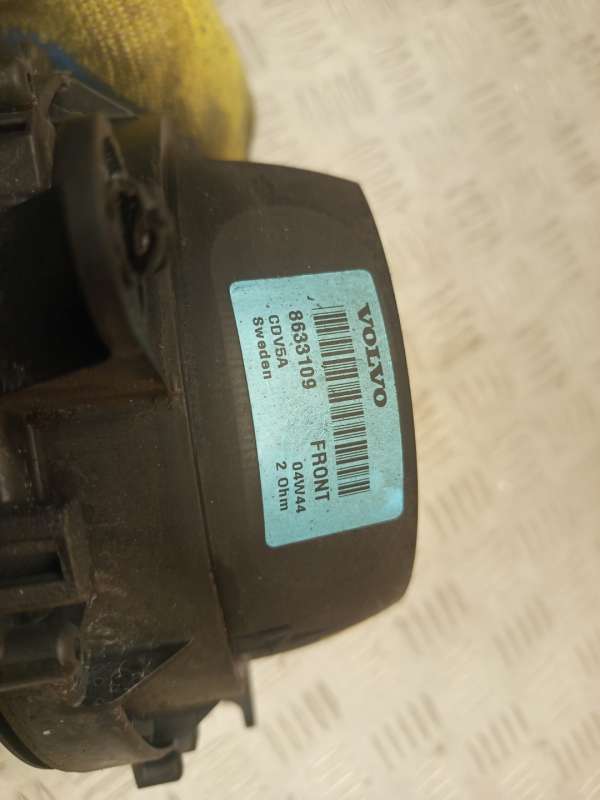 VOLVO
8633109 FRONT
CDV5A 04W44
Sweden 2 Ohm